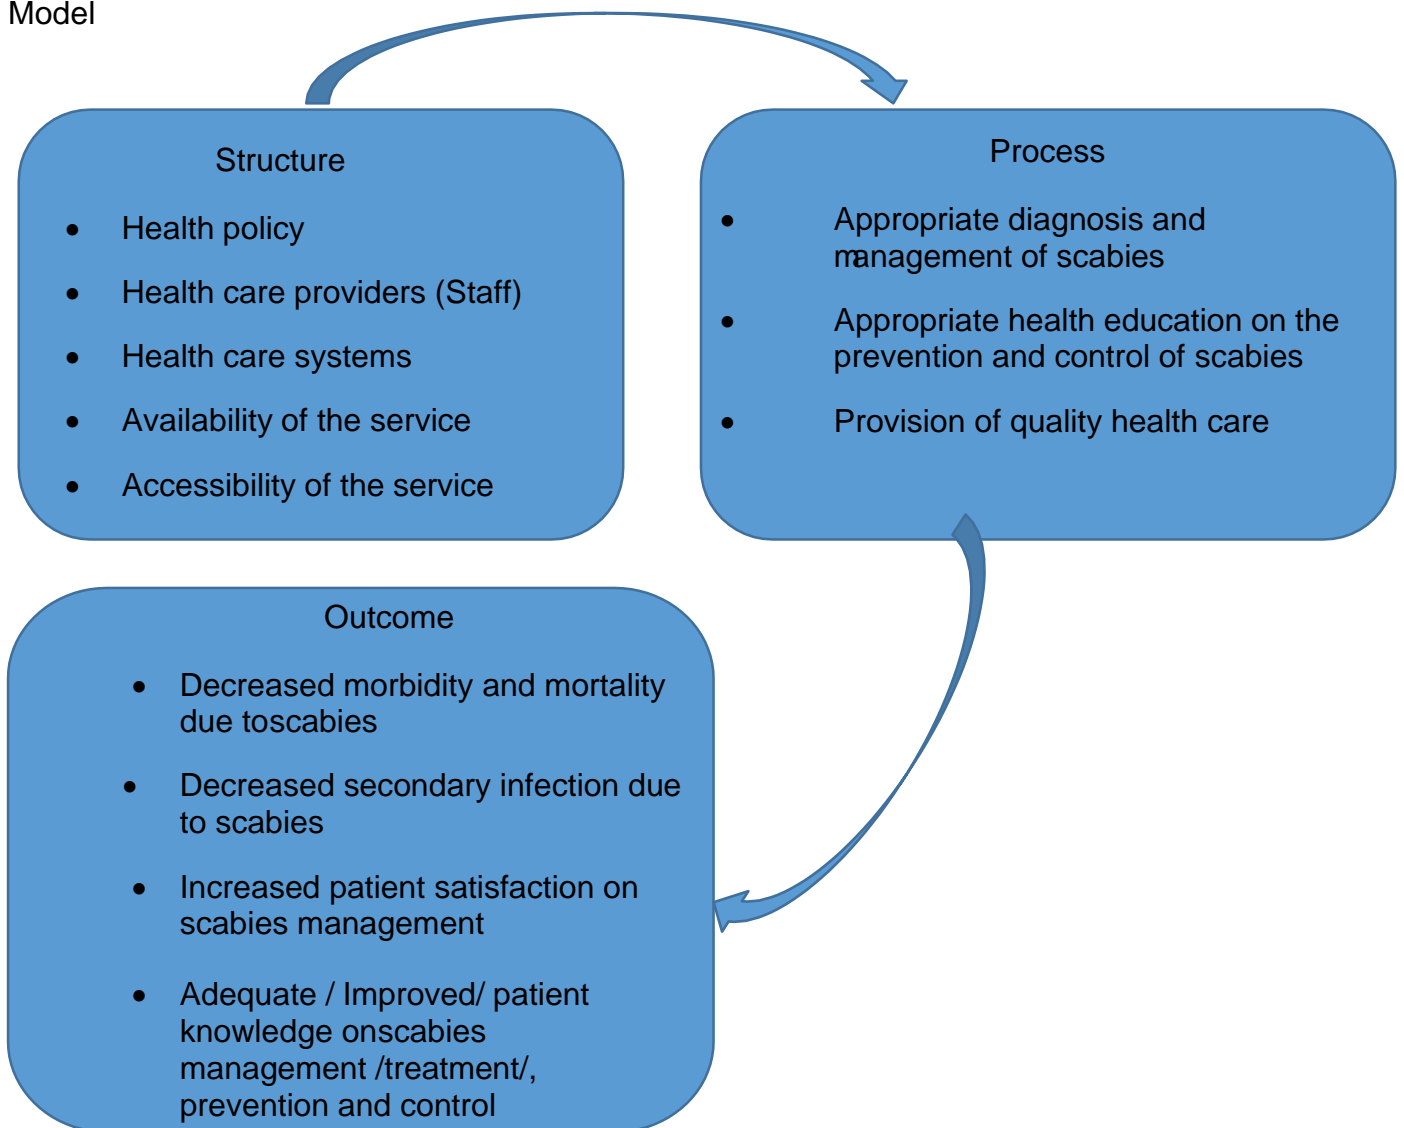 Model
Structure
• Health policy
• Health care providers (Staff)
• Health care systems
• Availability of the service
• Accessibility of the service
Process
• Appropriate diagnosis and
management of scabies
• Appropriate health education on the
prevention and control of scabies
• Provision of quality health care
Outcome
• Decreased morbidity and mortality
due toscabies
• Decreased secondary infection due
to scabies
• Increased patient satisfaction on
scabies management
• Adequate / Improved/ patient
knowledge onscabies
management /treatment/,
prevention and control